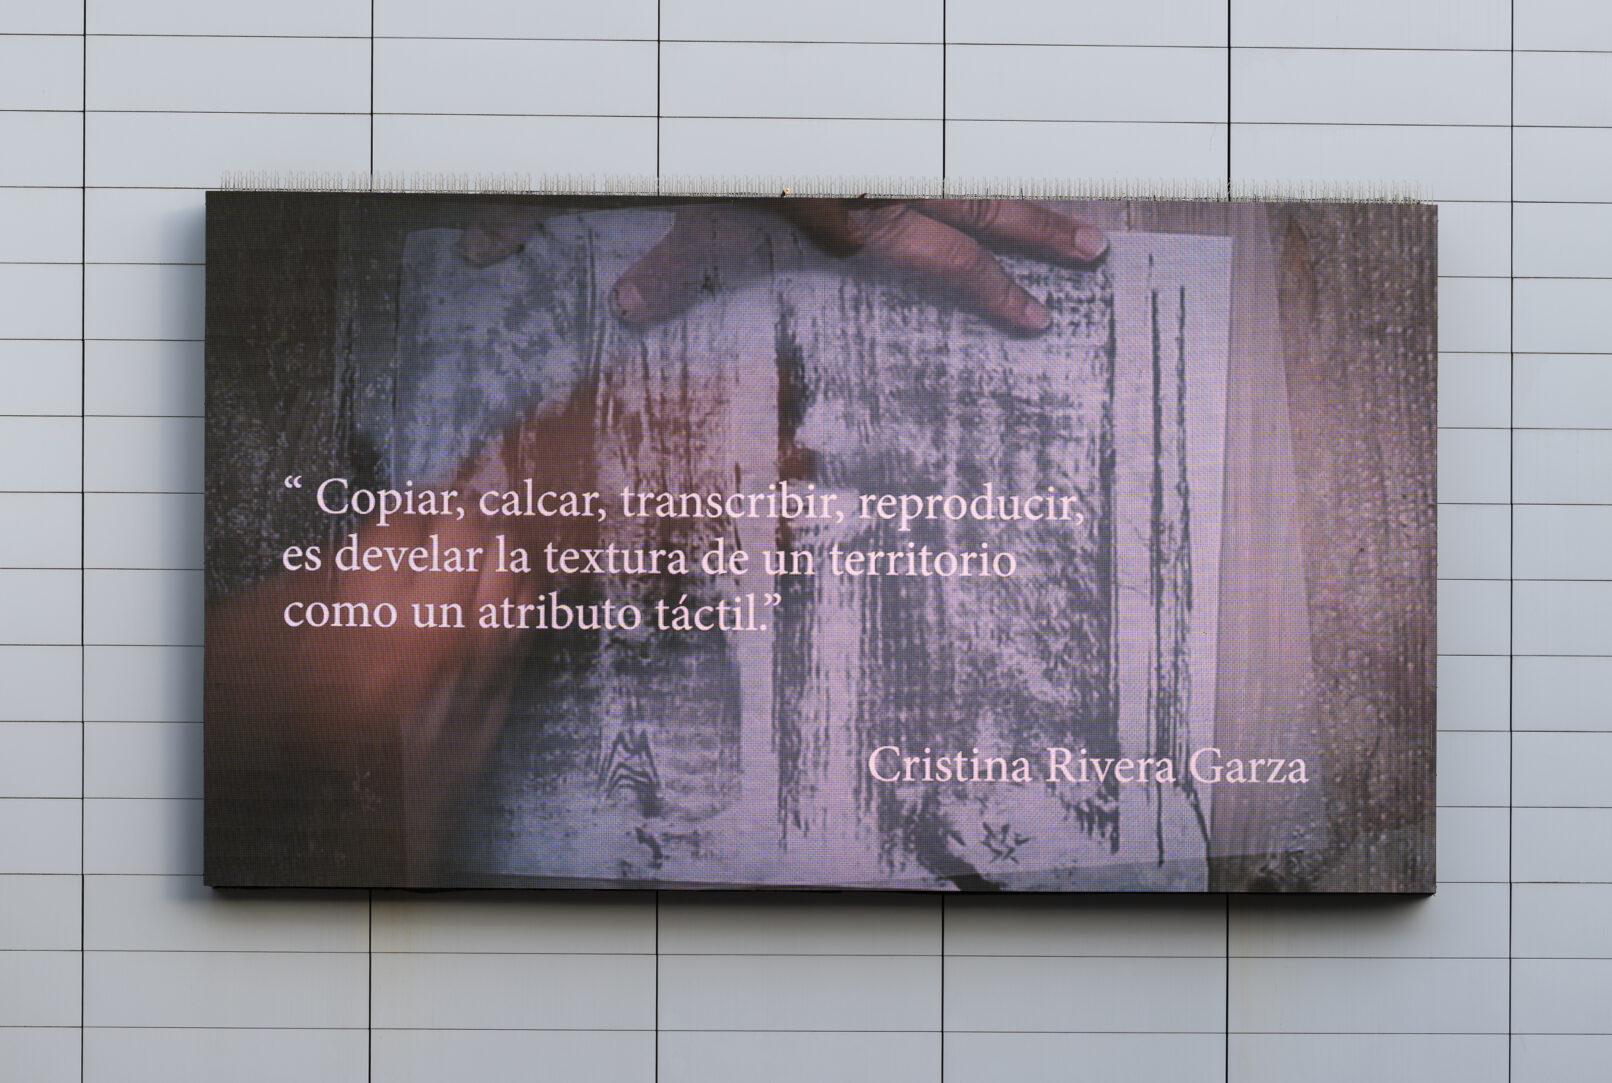 “ Copiar, calcar, transcribir, reproducir,
es develar la textura de un territorio
como un atributo táctil.”
Cristina Rivera Garza